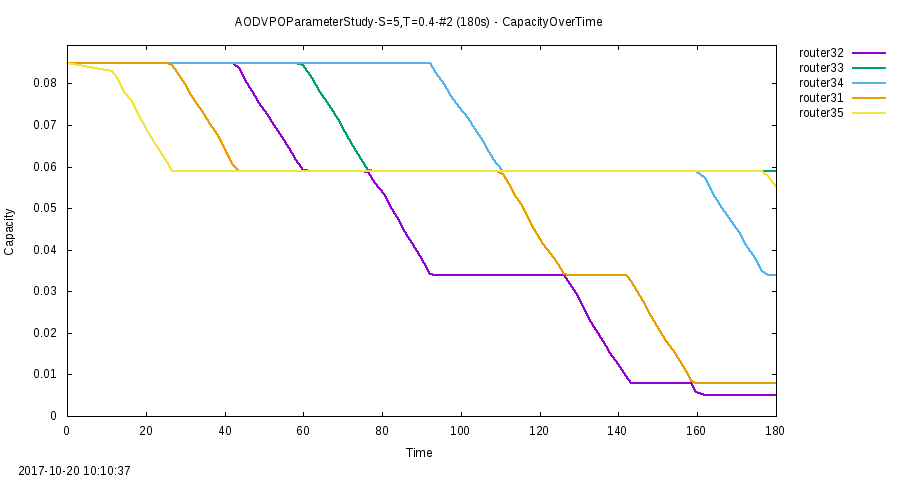 AODVPOParameterStudy-S=5,T=0.4-#2 (180s) - CapacityOverTime
router32
router33
router34
router31
router35
0.08
0.07
0.06
0.05
0.04
0.03
0.02
0.01
0
Capacity
0 20 40 60 80 100 120 140 160 180
Time
2017-10-20 10:10:37